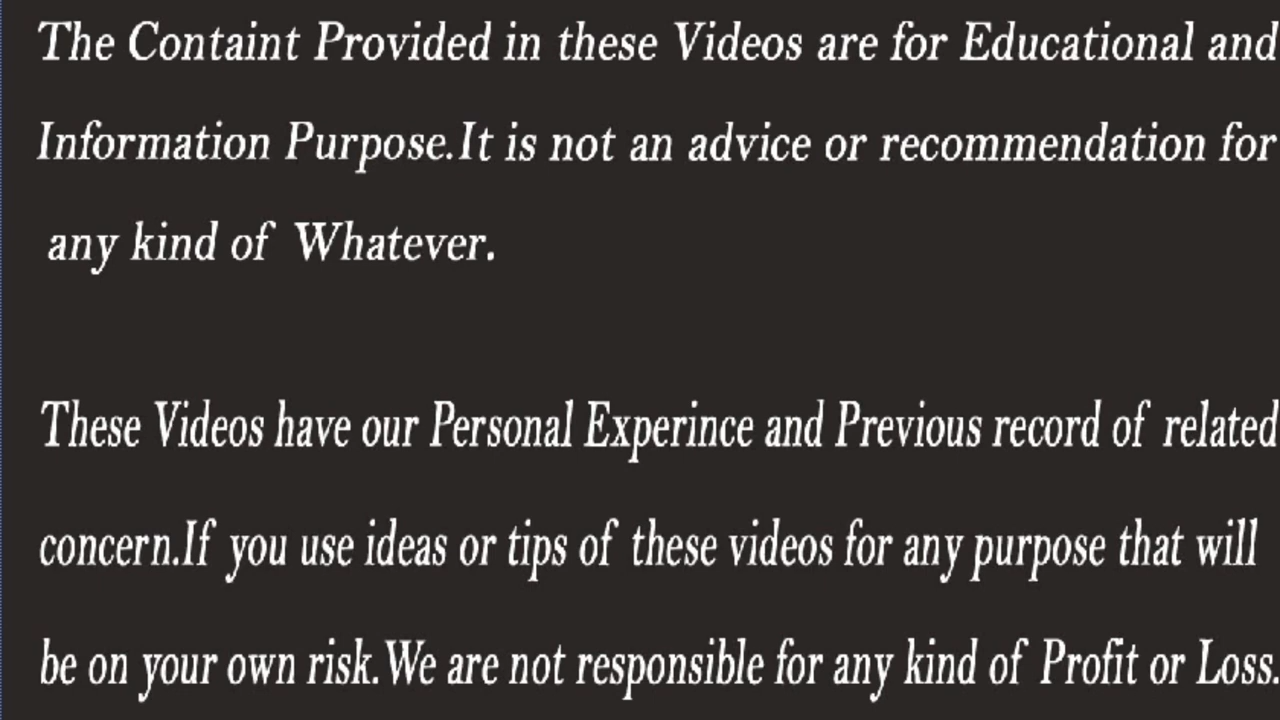 The Containt Provided in these Videos are for Educational and
Information Purpose.It is not an advice or recommendation for
any kind of Whatever.
These Videos have our Personal Experince and Previous record of related
concern.If you use ideas or tips of these videos for any purpose that will
be on your own risk.We are not responsible for any kind of Profit or Loss.